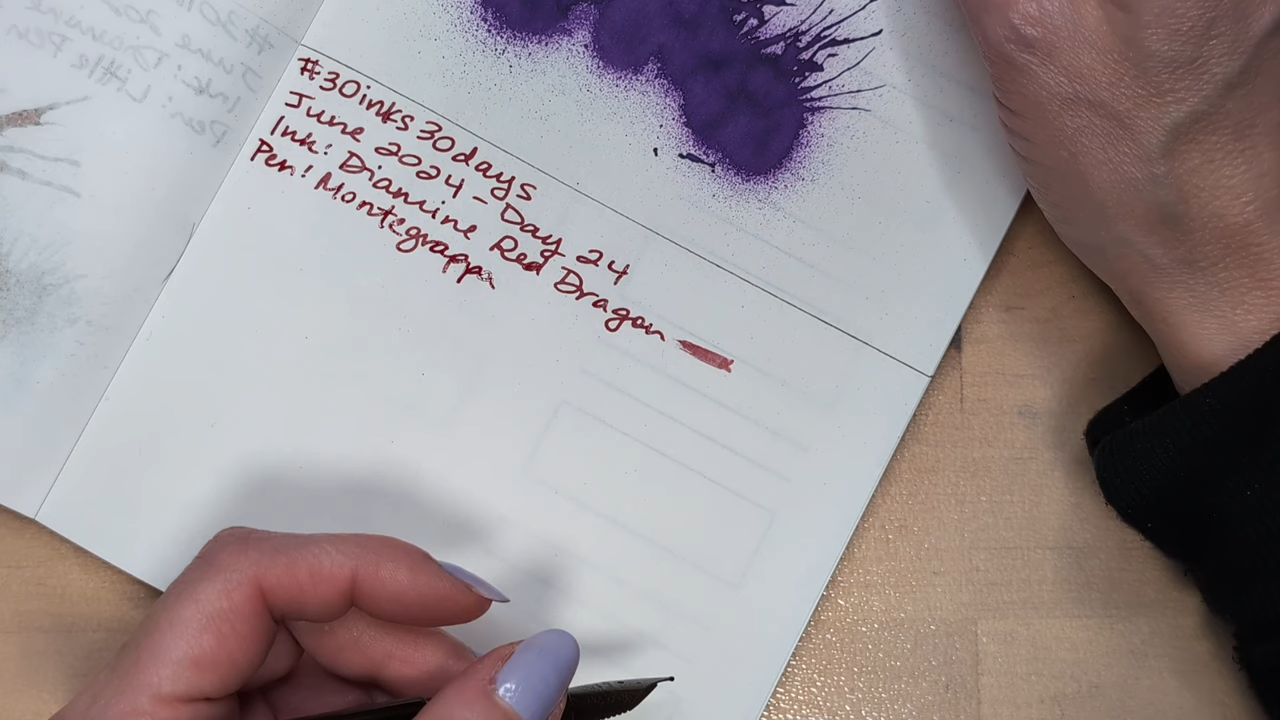 #30inks30days
June 2024 - Day 24
Ink: Diamine Red Dragon
Pen: Montegrappa